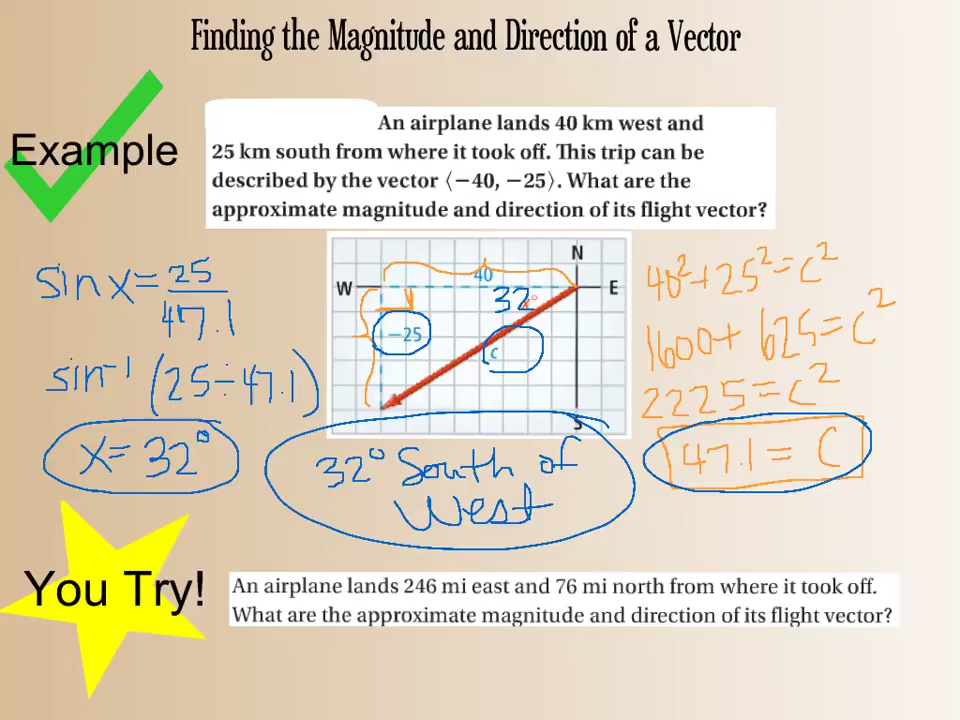 Finding the Magnitude and Direction of a Vector
Example
An airplane lands 40 km west and
25 km south from where it took off. This trip can be
described by the vector ⟨−40, −25⟩. What are the
approximate magnitude and direction of its flight vector?
sin x = 25
47.1
sin⁻¹ (25 ÷ 47.1)
x = 32°
N
W
40
E
32
x°
−25
c
S
32° South of
West
40² + 25² = c²
1600 + 625 = c²
2225 = c²
47.1 = C
You Try!
An airplane lands 246 mi east and 76 mi north from where it took off.
What are the approximate magnitude and direction of its flight vector?